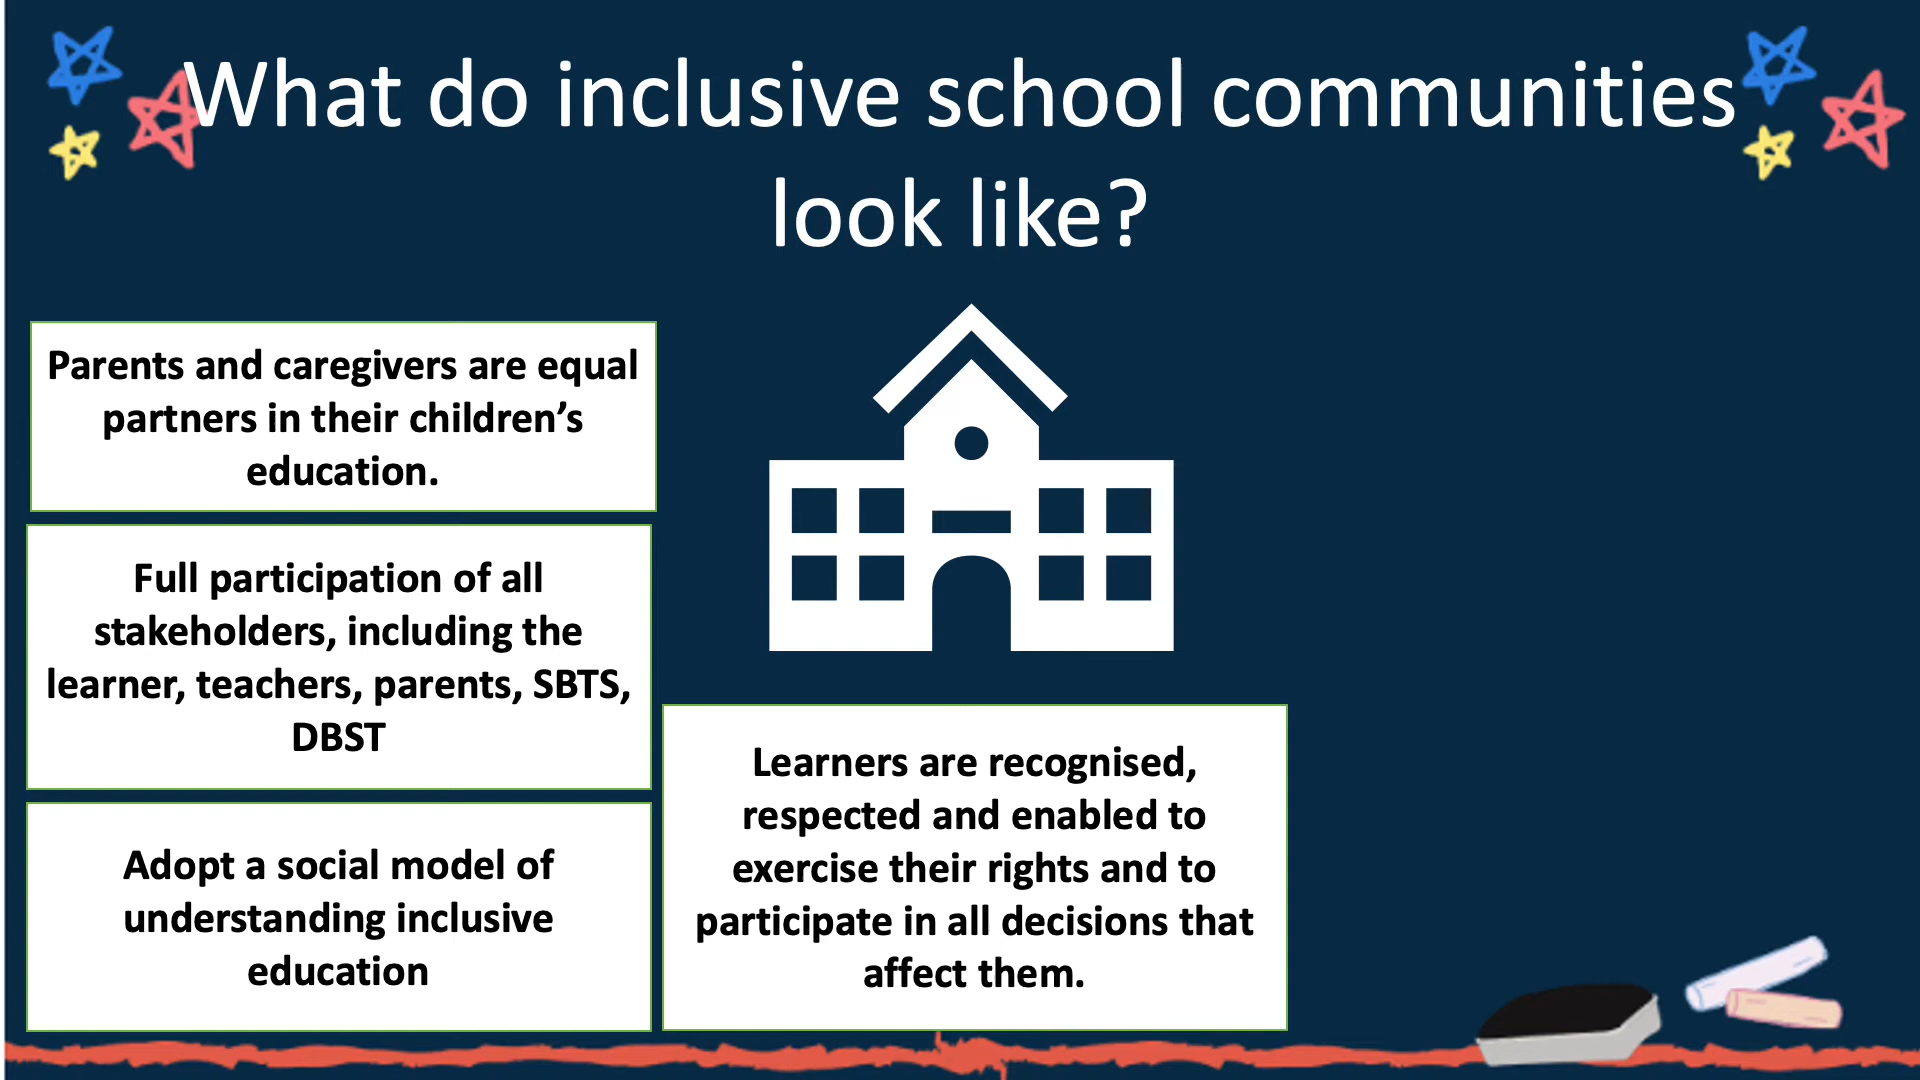 What do inclusive school communities
look like?
Parents and caregivers are equal
partners in their children’s
education.
Full participation of all
stakeholders, including the
learner, teachers, parents, SBTS,
DBST
Adopt a social model of
understanding inclusive
education
Learners are recognised,
respected and enabled to
exercise their rights and to
participate in all decisions that
affect them.